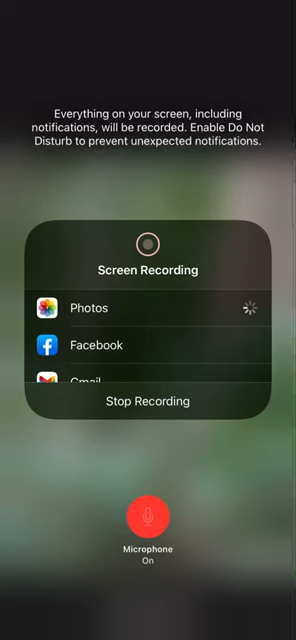 Everything on your screen, including
notifications, will be recorded. Enable Do Not
Disturb to prevent unexpected notifications.
Screen Recording
Photos
Facebook
Gmail
Stop Recording
Microphone
On